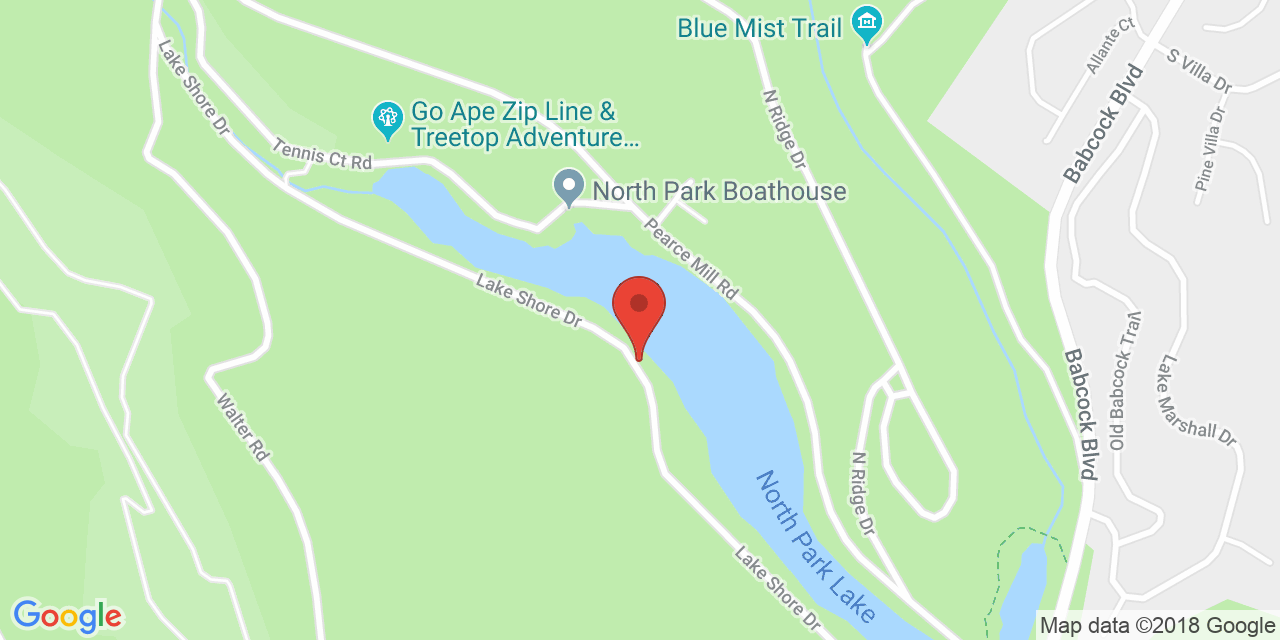 Blue Mist Trail
Allante Ct
S Villa Dr
Lake Shore Dr
Babcock Blvd
Go Ape Zip Line &
Treetop Adventure...
N Ridge Dr
Pine Villa Dr
Tennis Ct Rd
North Park Boathouse
Pearce Mill Rd
Lake Shore Dr
Old Babcock Trail
Babcock Blvd
Lake Marshall Dr
Walter Rd
N Ridge Dr
North Park Lake
Lake Shore Dr
Google
Map data ©2018 Google